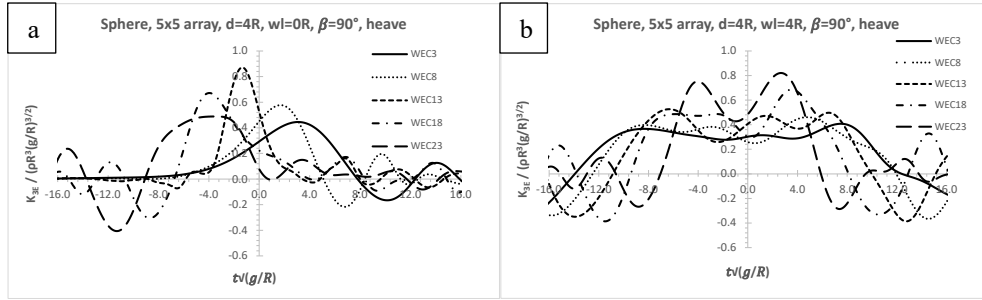 a
Sphere, 5x5 array, d=4R, wl=0R, β=90°, heave
K3E / (ρR³(g/R)³/²)
1.0
0.8
0.6
0.4
0.2
0.0
-0.2
-0.4
-0.6
-16.0
-12.0
-8.0
-4.0
0.0
4.0
8.0
12.0
16.0
WEC3
WEC8
WEC13
WEC18
WEC23
t√(g/R)
b
Sphere, 5x5 array, d=4R, wl=4R, β=90°, heave
K3E / (ρR³(g/R)³/²)
1.0
0.8
0.6
0.4
0.2
0.0
-0.2
-0.4
-0.6
-16.0
-12.0
-8.0
-4.0
0.0
4.0
8.0
12.0
16.0
WEC3
WEC8
WEC13
WEC18
WEC23
t√(g/R)